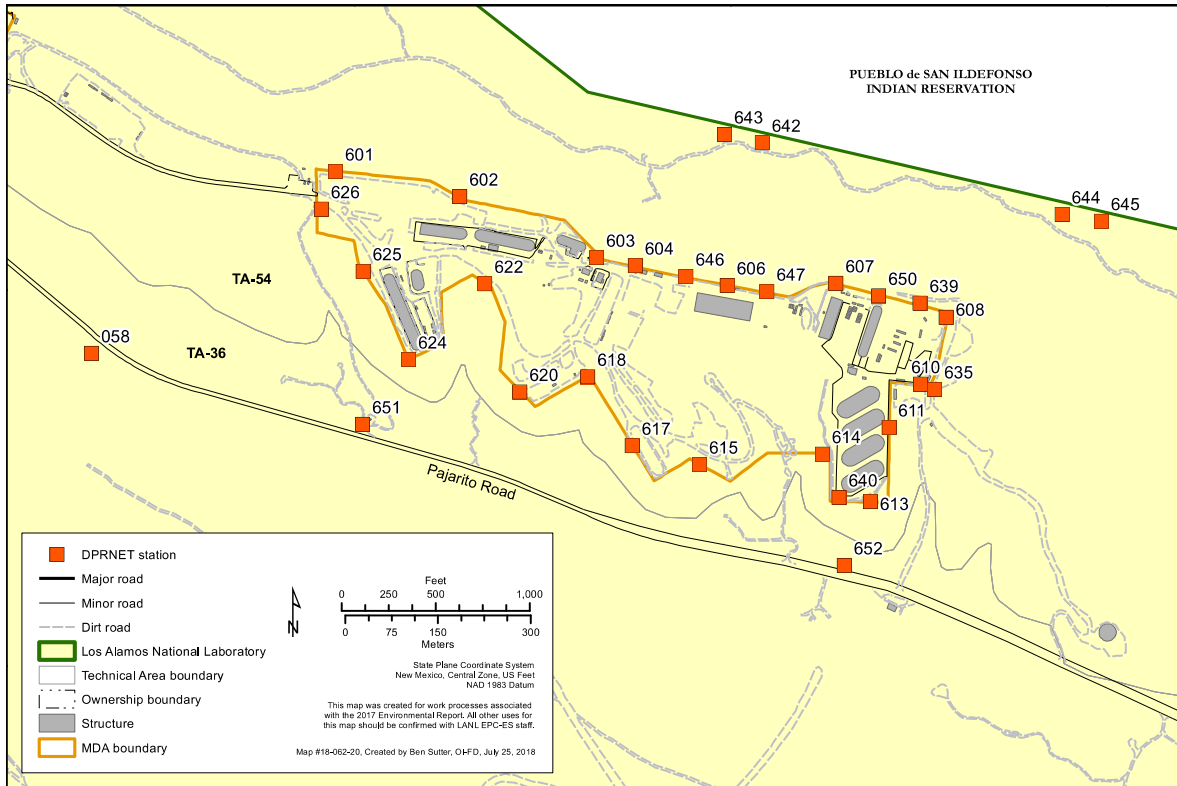 PUEBLO de SAN ILDEFONSO
INDIAN RESERVATION
643
642
601
602
626
644
645
603
604
646
606
647
607
650
639
608
625
622
TA-54
058
TA-36
624
620
618
610
635
651
617
615
611
614
640
613
Pajarito Road
652
DPRNET station
Major road
Minor road
Dirt road
Los Alamos National Laboratory
Technical Area boundary
Ownership boundary
Structure
MDA boundary
N
Feet
0 250 500 1,000
0 75 150 300
Meters
State Plane Coordinate System
New Mexico, Central Zone, US Feet
NAD 1983 Datum
This map was created for work processes associated
with the 2017 Environmental Report. All other uses for
this map should be confirmed with LANL EPC-ES staff.
Map #18-062-20, Created by Ben Sutter, OI-FD, July 25, 2018